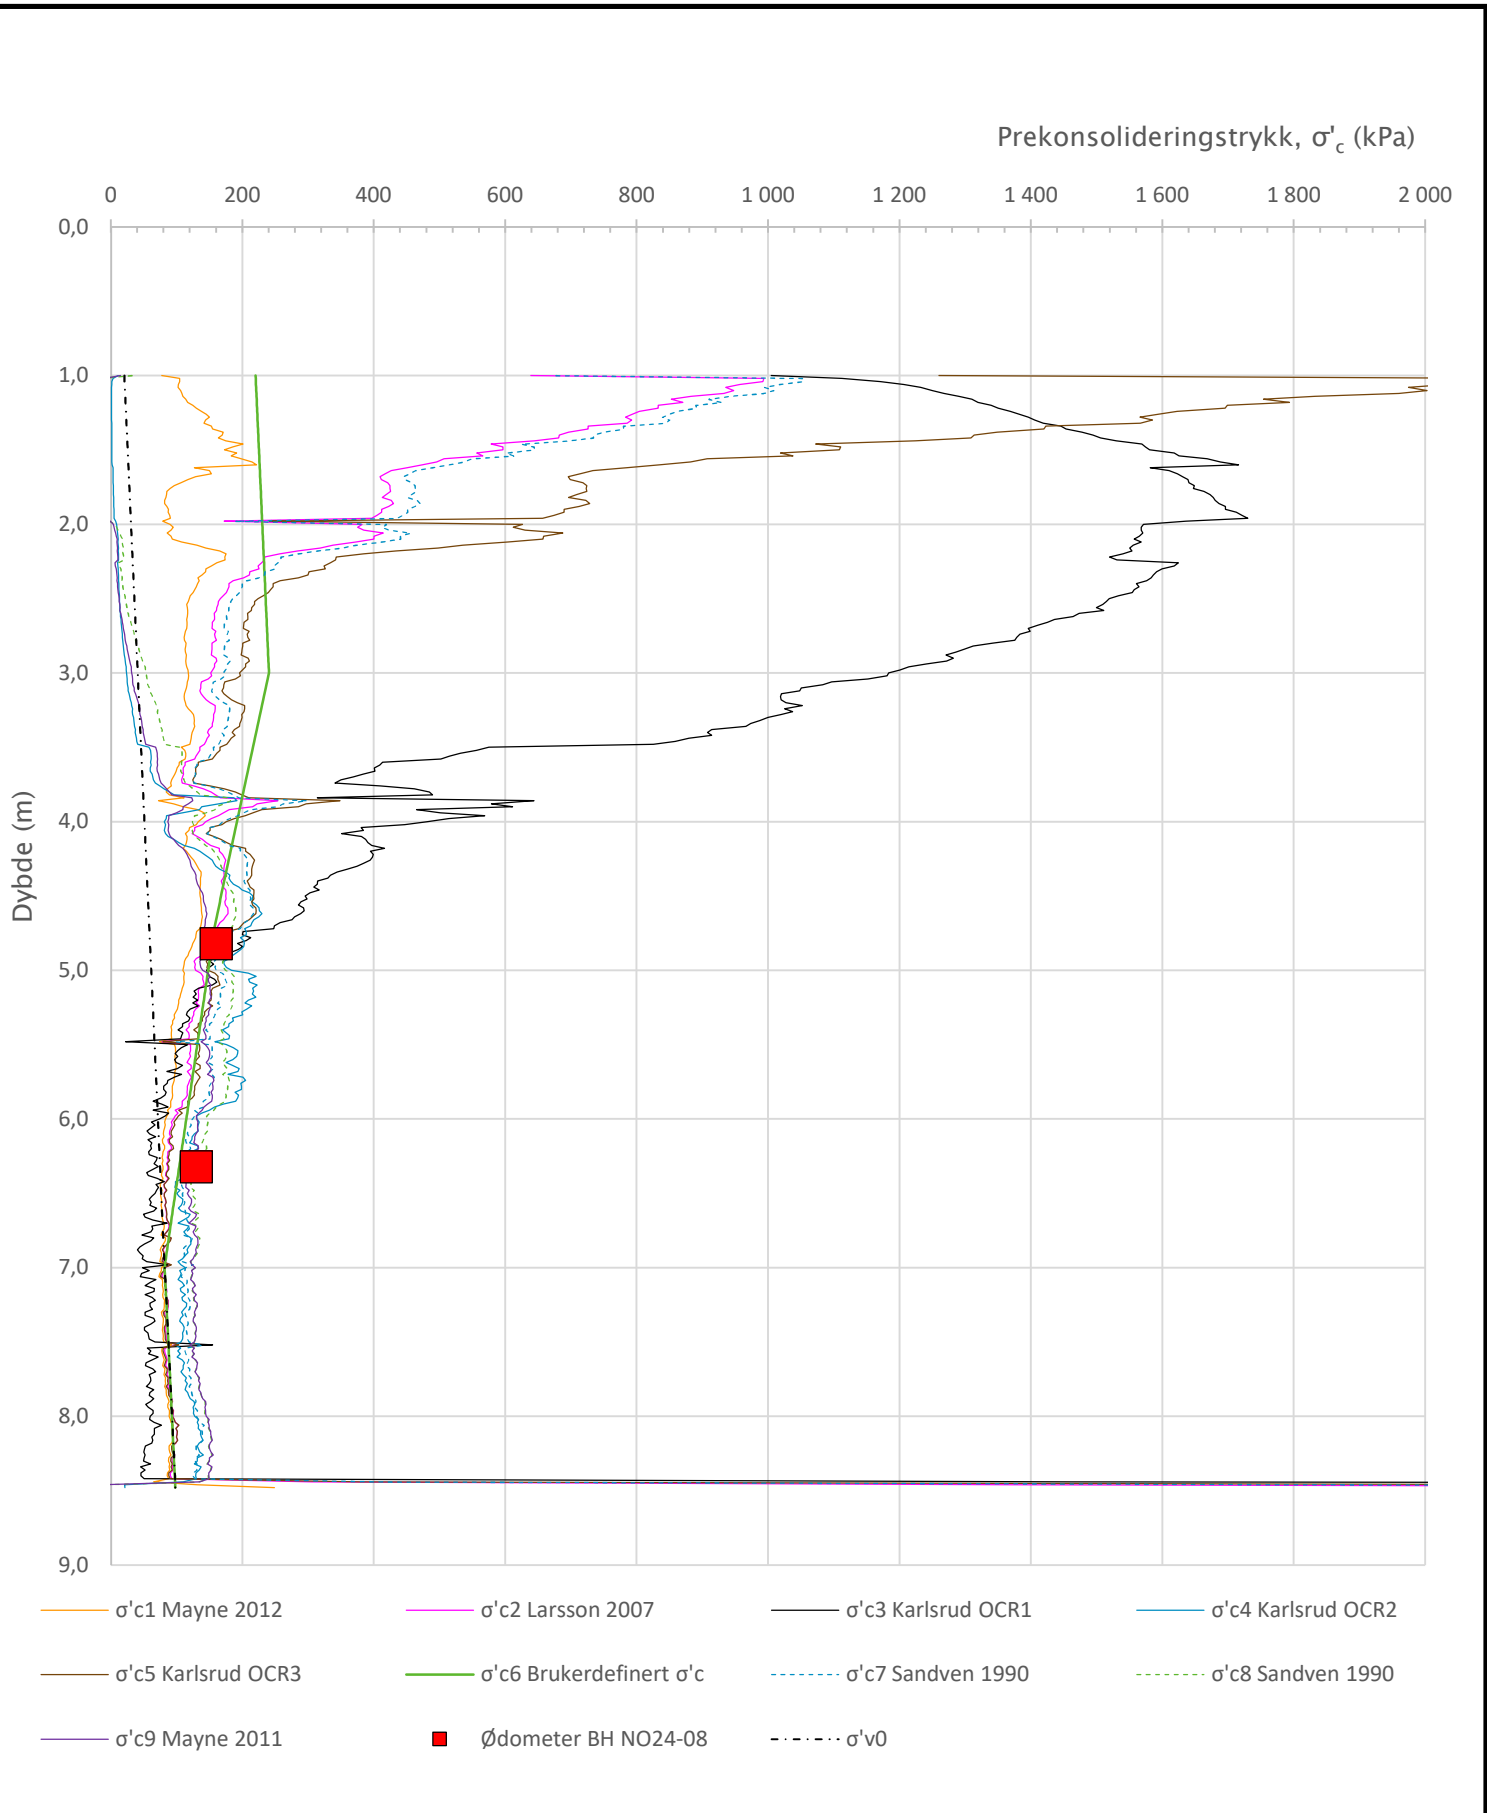 Prekonsolideringstrykk, σ'c (kPa)
0 200 400 600 800 1 000 1 200 1 400 1 600 1 800 2 000
0,0
1,0
2,0
3,0
4,0
Dybde (m)
5,0
6,0
7,0
8,0
9,0
σ'c1 Mayne 2012 σ'c2 Larsson 2007 σ'c3 Karlsrud OCR1 σ'c4 Karlsrud OCR2
σ'c5 Karlsrud OCR3 σ'c6 Brukerdefinert σ'c σ'c7 Sandven 1990 σ'c8 Sandven 1990
σ'c9 Mayne 2011 Ødometer BH NO24-08 σ'v0